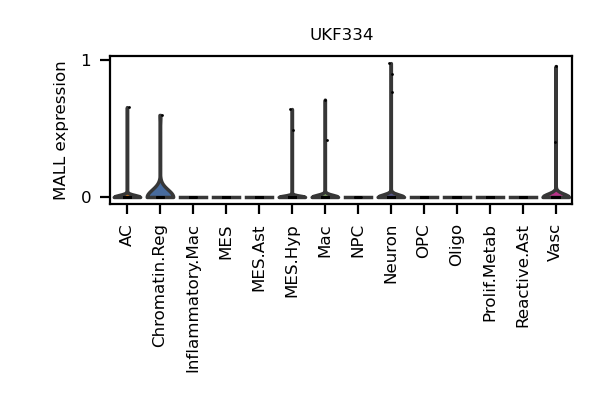 UKF334
MALL expression
1
0
AC
Chromatin.Reg
Inflammatory.Mac
MES
MES.Ast
MES.Hyp
Mac
NPC
Neuron
OPC
Oligo
Prolif.Metab
Reactive.Ast
Vasc